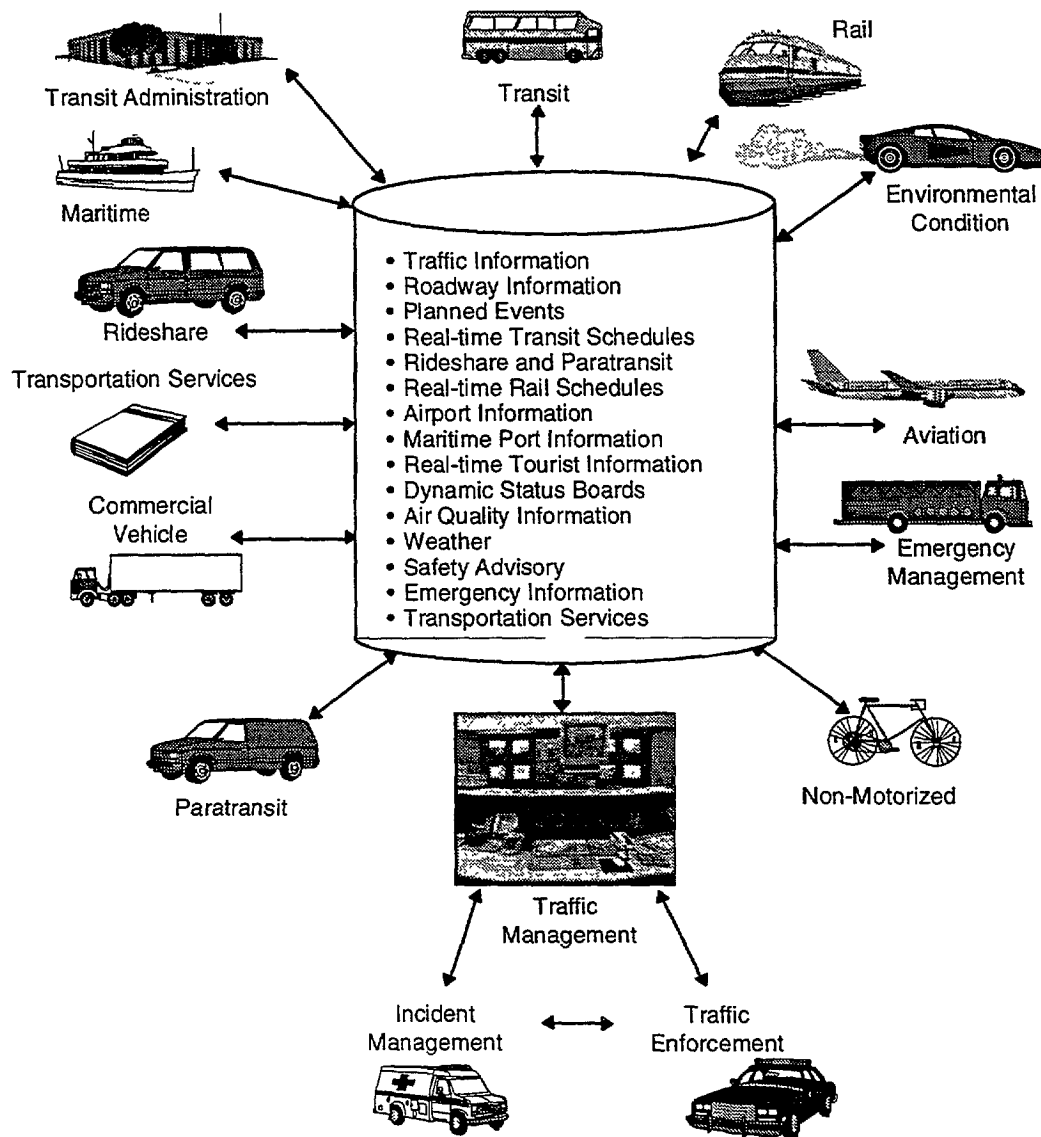 Transit Administration
Transit
Rail
Maritime
Environmental
Condition
Rideshare
Transportation Services
Commercial
Vehicle
• Traffic Information
• Roadway Information
• Planned Events
• Real-time Transit Schedules
• Rideshare and Paratransit
• Real-time Rail Schedules
• Airport Information
• Maritime Port Information
• Real-time Tourist Information
• Dynamic Status Boards
• Air Quality Information
• Weather
• Safety Advisory
• Emergency Information
• Transportation Services
Aviation
Emergency
Management
Paratransit
Non-Motorized
Traffic
Management
Incident
Management
Traffic
Enforcement